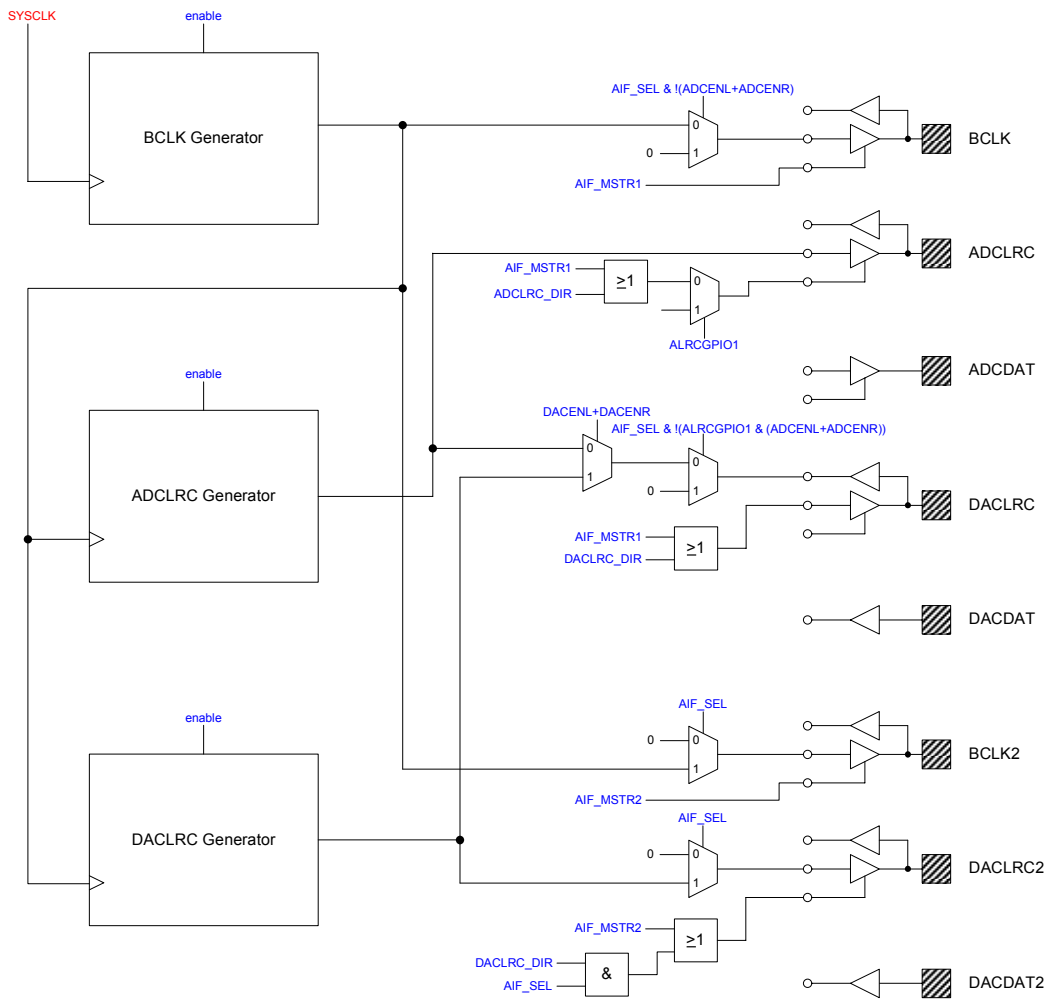 SYSCLK
enable
BCLK Generator
AIF_SEL & !(ADCENL+ADCENR)
0
0
1
AIF_MSTR1
BCLK
ADCLRC
AIF_MSTR1
ADCLRC_DIR
≥1
0
1
ALRCGPIO1
ADCDAT
enable
ADCLRC Generator
DACENL+DACENR
AIF_SEL & !(ALRCGPIO1 & (ADCENL+ADCENR))
0
1
0
0
1
AIF_MSTR1
DACLRC_DIR
≥1
DACLRC
DACDAT
enable
DACLRC Generator
AIF_SEL
0
0
1
AIF_MSTR2
BCLK2
AIF_SEL
0
0
1
DACLRC2
AIF_MSTR2
≥1
DACLRC_DIR
AIF_SEL
&
DACDAT2